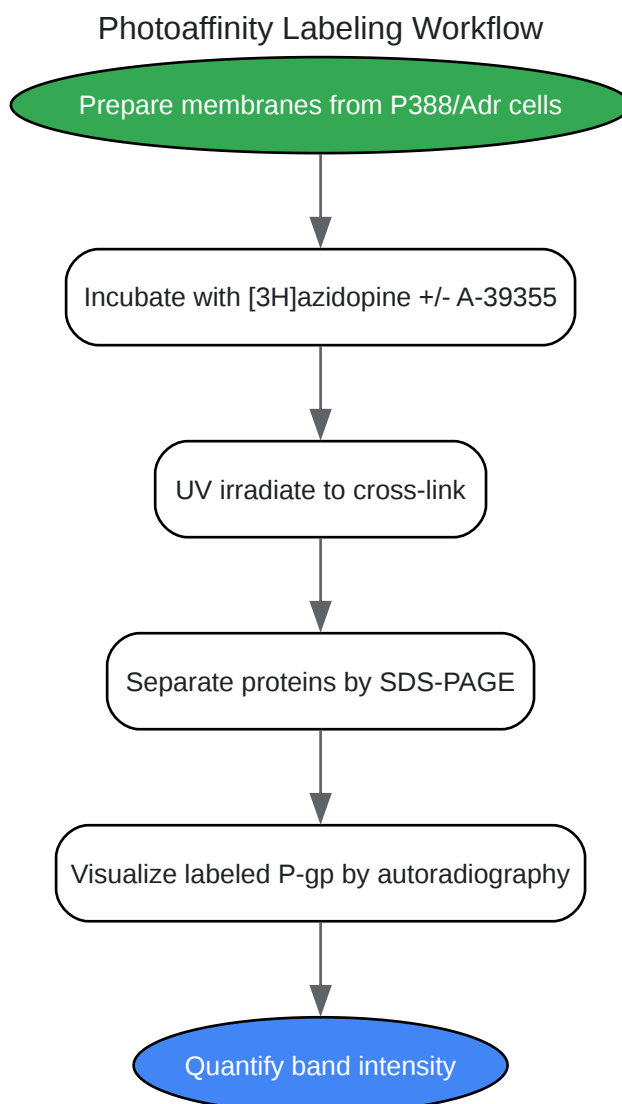 Photoaffinity Labeling Workflow
Prepare membranes from P388/Adr cells
Incubate with [3H]azidopine +/- A-39355
UV irradiate to cross-link
Separate proteins by SDS-PAGE
Visualize labeled P-gp by autoradiography
Quantify band intensity